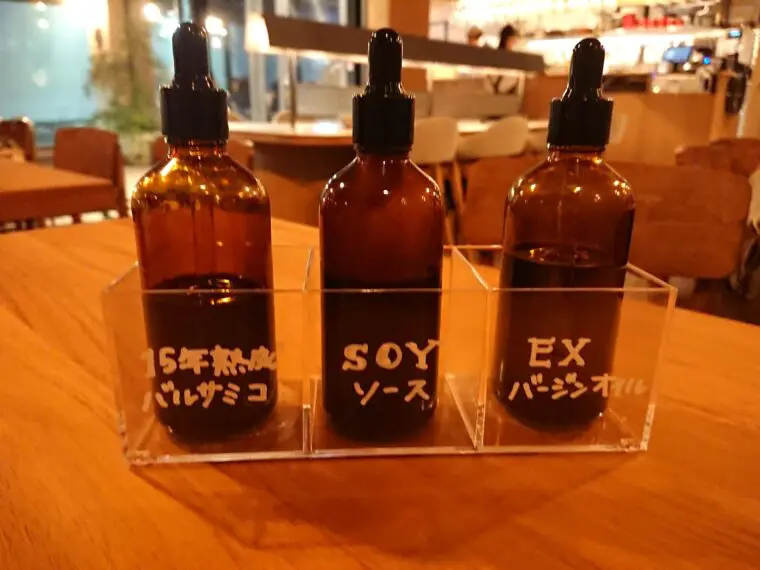 15年熟成
バルサミコ
SOY
ソース
EX
バージンオイル